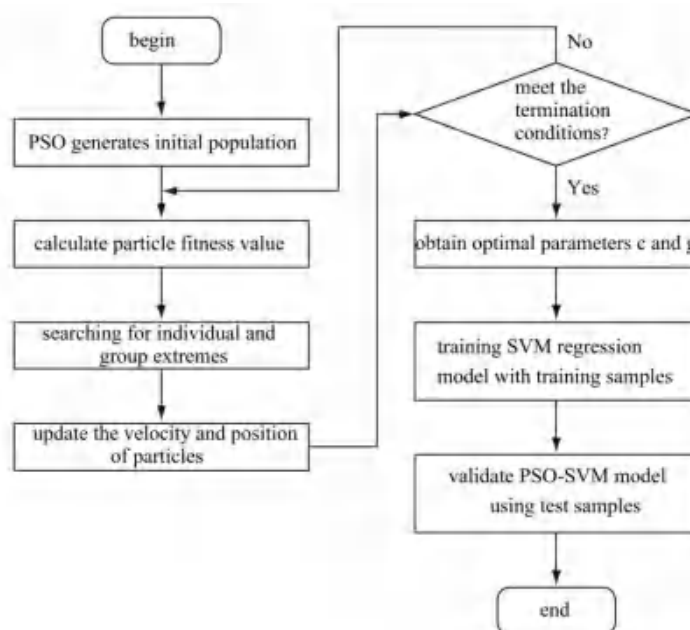 begin
PSO generates initial population
calculate particle fitness value
searching for individual and
group extremes
update the velocity and position
of particles
No
meet the
termination
conditions?
Yes
obtain optimal parameters c and g
training SVM regression
model with training samples
validate PSO-SVM model
using test samples
end